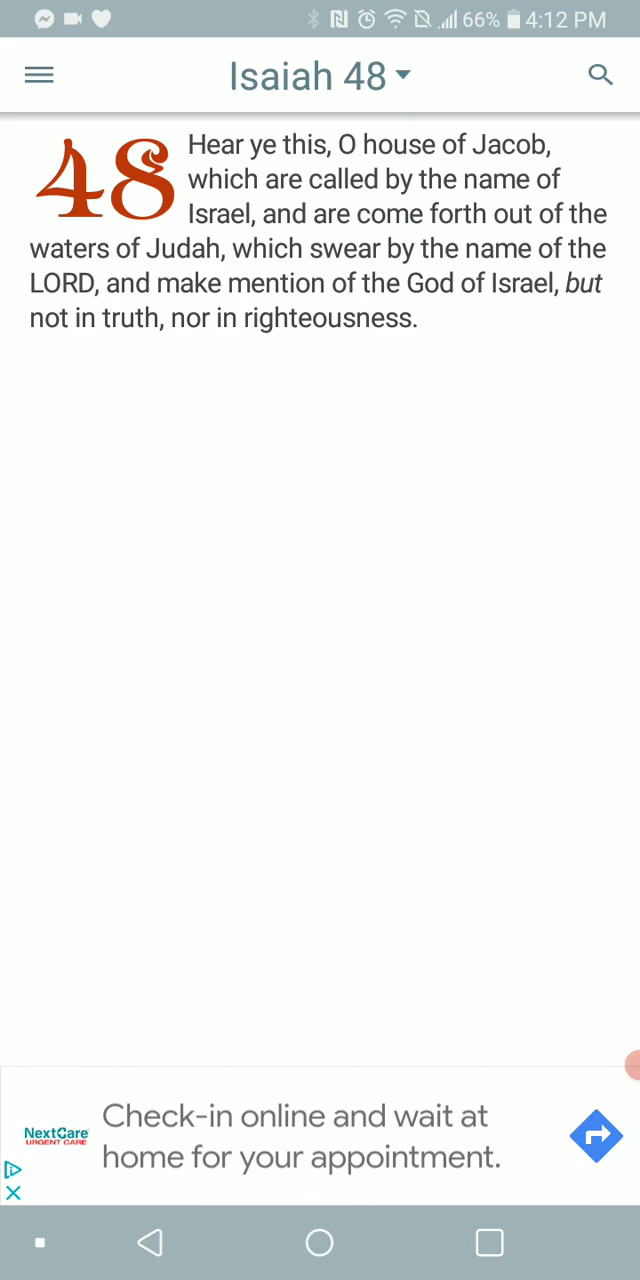 66% 4:12 PM
Isaiah 48
48 Hear ye this, O house of Jacob,
which are called by the name of
Israel, and are come forth out of the
waters of Judah, which swear by the name of the
LORD, and make mention of the God of Israel, but
not in truth, nor in righteousness.
Check-in online and wait at
NextCare
URGENT CARE
home for your appointment.